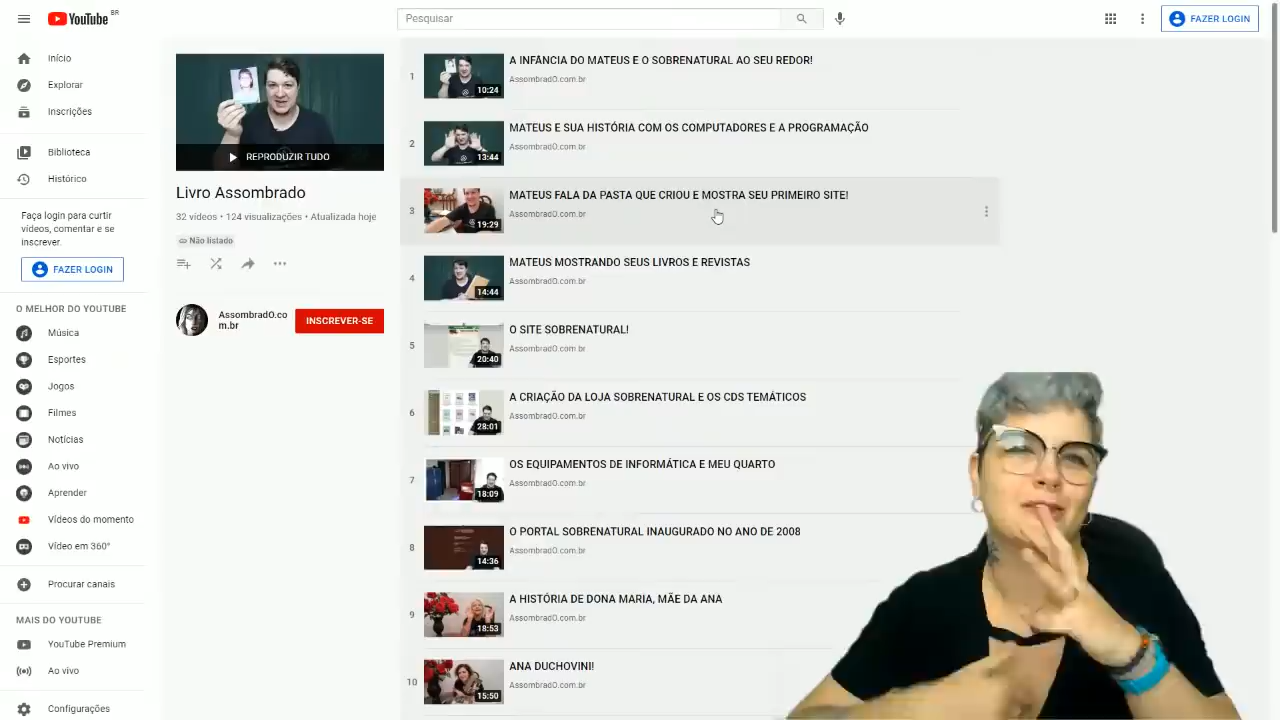 YouTube BR
Pesquisar
FAZER LOGIN
Início
Explorar
Inscrições
Biblioteca
Histórico
Faça login para curtir
vídeos, comentar e se
inscrever.
FAZER LOGIN
O MELHOR DO YOUTUBE
Música
Esportes
Jogos
Filmes
Notícias
Ao vivo
Aprender
Vídeos do momento
Vídeo em 360°
Procurar canais
MAIS DO YOUTUBE
YouTube Premium
Ao vivo
Configurações
REPRODUZIR TUDO
Livro Assombrado
32 vídeos • 124 visualizações • Atualizada hoje
Não listado
AssombradO.co
m.br
INSCREVER-SE
1
10:24
A INFÂNCIA DO MATEUS E O SOBRENATURAL AO SEU REDOR!
AssombradO.com.br
2
13:44
MATEUS E SUA HISTÓRIA COM OS COMPUTADORES E A PROGRAMAÇÃO
AssombradO.com.br
3
19:29
MATEUS FALA DA PASTA QUE CRIOU E MOSTRA SEU PRIMEIRO SITE!
AssombradO.com.br
4
14:44
MATEUS MOSTRANDO SEUS LIVROS E REVISTAS
AssombradO.com.br
5
20:40
O SITE SOBRENATURAL!
AssombradO.com.br
6
28:01
A CRIAÇÃO DA LOJA SOBRENATURAL E OS CDS TEMÁTICOS
AssombradO.com.br
7
18:09
OS EQUIPAMENTOS DE INFORMÁTICA E MEU QUARTO
AssombradO.com.br
8
14:36
O PORTAL SOBRENATURAL INAUGURADO NO ANO DE 2008
AssombradO.com.br
9
18:53
A HISTÓRIA DE DONA MARIA, MÃE DA ANA
AssombradO.com.br
10
15:50
ANA DUCHOVINI!
AssombradO.com.br